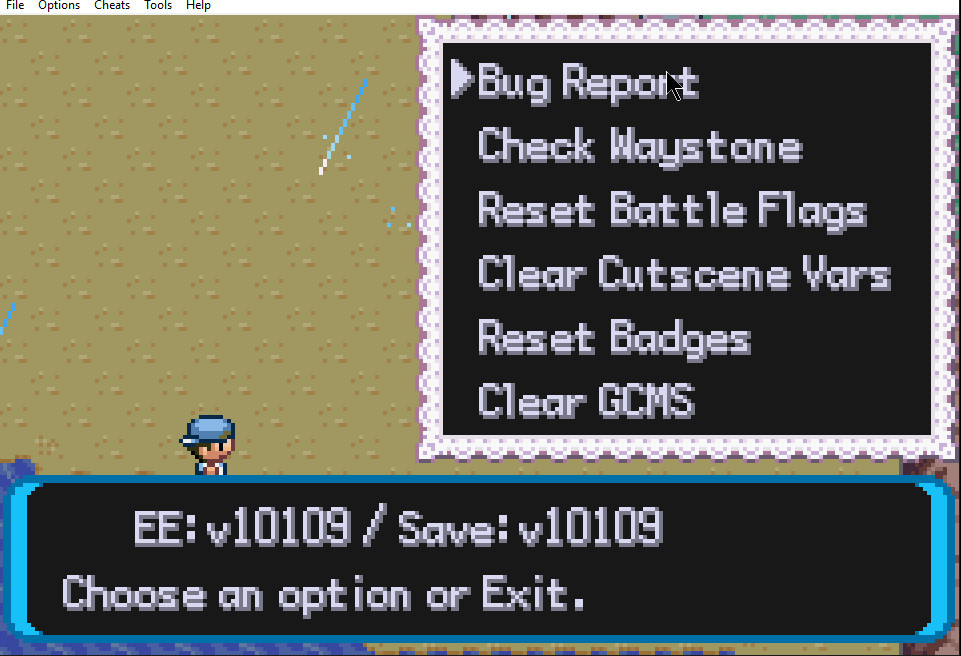 File Options Cheats Tools Help
Bug Report
Check Waystone
Reset Battle Flags
Clear Cutscene Vars
Reset Badges
Clear GCMS
EE: v10109 / Save: v10109
Choose an option or Exit.